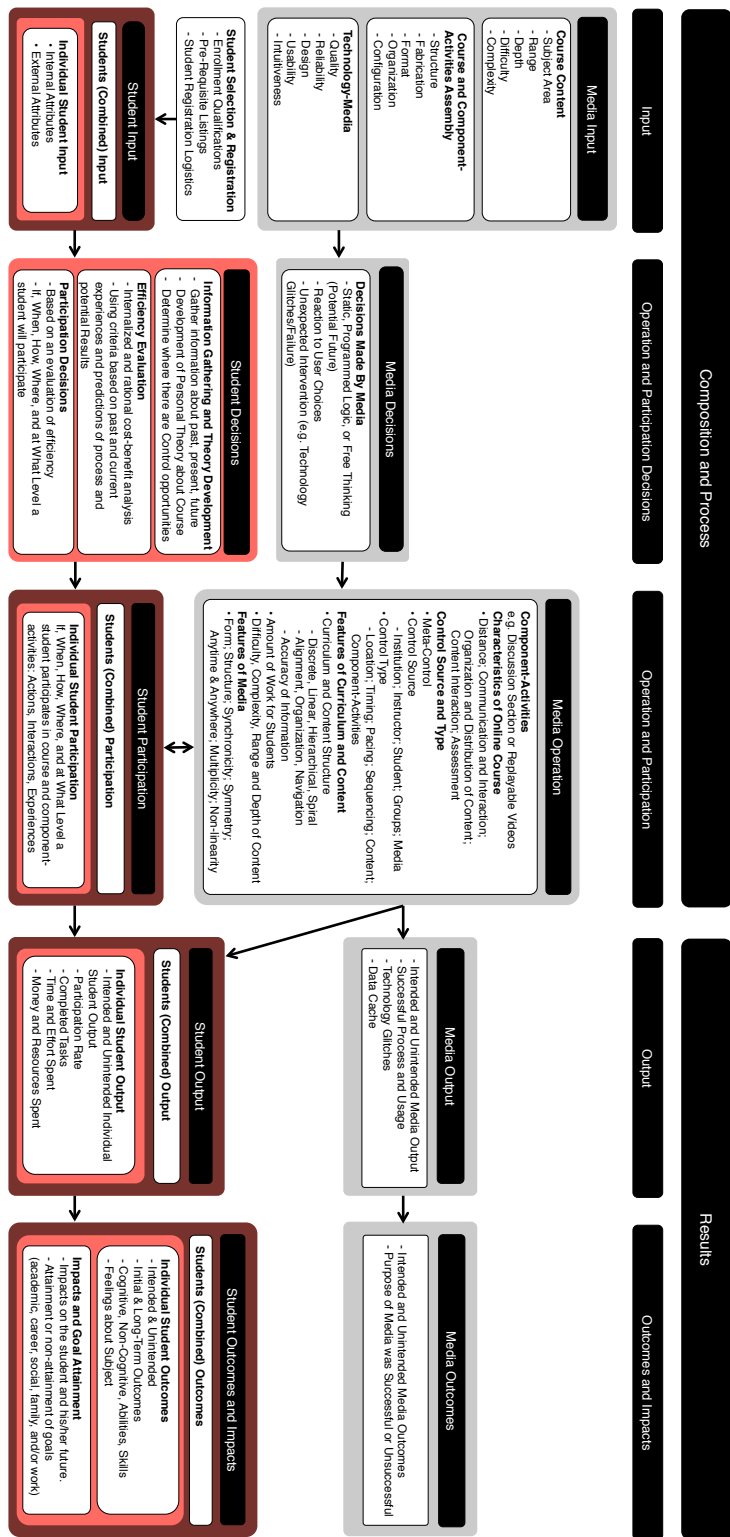 Composition and Process
Results
Input
Operation and Participation Decisions
Operation and Participation
Output
Outcomes and Impacts
Media Input
Course Content
- Subject Area
- Range
- Depth
- Difficulty
- Complexity
Course and Component-
Activities Assembly
- Structure
- Fabrication
- Format
- Organization
- Configuration
Technology-Media
- Quality
- Reliability
- Design
- Usability
- Intuitiveness
Media Decisions
Decisions Made By Media
- Static, Programmed Logic, or Free Thinking
(Potential Future)
- Reaction to User Choices
- Unexpected Intervention (e.g. Technology
Glitches/Failure)
Media Operation
Component-Activities
e.g. Discussion Section or Replayable Videos
Characteristics of Online Course
• Distance; Communication and Interaction;
Organization and Distribution of Content;
Content Interaction; Assessment
Control Source and Type
• Meta-Control
• Control Source
- Institution; Instructor; Student; Groups; Media
• Control Type
- Location; Timing; Pacing; Sequencing; Content;
Component-Activities
Features of Curriculum and Content
• Curriculum and Content Structure
- Discrete, Linear, Hierarchical, Spiral
- Alignment, Organization, Navigation
- Accuracy of Information
• Amount of Work for Students
• Difficulty, Complexity, Range and Depth of Content
Features of Media
• Form; Structure; Synchronicity; Symmetry;
Anytime & Anywhere; Multiplicity; Non-linearity
Media Output
- Intended and Unintended Media Output
- Successful Process and Usage
- Technology Glitches
- Data Cache
Media Outcomes
- Intended and Unintended Media Outcomes
- Purpose of Media was Successful or Unsuccessful
Student Selection & Registration
- Enrollment Qualifications
- Pre-Requisite Listings
- Student Registration Logistics
Student Input
Students (Combined) Input
Individual Student Input
• Internal Attributes
• External Attributes
Student Decisions
Information Gathering and Theory Development
- Gather information about past, present, future
- Development of Personal Theory about Course
- Determine where there are Control opportunities
Efficiency Evaluation
- Internalized and rational cost-benefit analysis
- Using criteria based on past and current
experiences and predictions of process and
potential Results
Participation Decisions
- Based on an evaluation of efficiency
- If, When, How, Where, and at What Level a
student will participate
Student Participation
Students (Combined) Participation
Individual Student Participation
If, When, How, Where, and at What Level a
student participates in course and component-
activities: Actions, Interactions, Experiences
Student Output
Students (Combined) Output
Individual Student Output
- Intended and Unintended Individual
Student Output
- Participation Rate
- Completed Tasks
- Time and Effort Spent
- Money and Resources Spent
Student Outcomes and Impacts
Students (Combined) Outcomes
Individual Student Outcomes
- Intended & Unintended
- Initial & Long-Term Outcomes
- Cognitive, Non-Cognitive, Abilities, Skills
- Feelings about Subject
Impacts and Goal Attainment
- Impacts on the student and his/her future.
- Attainment or non-attainment of goals
(academic, career, social, family, and/or work)